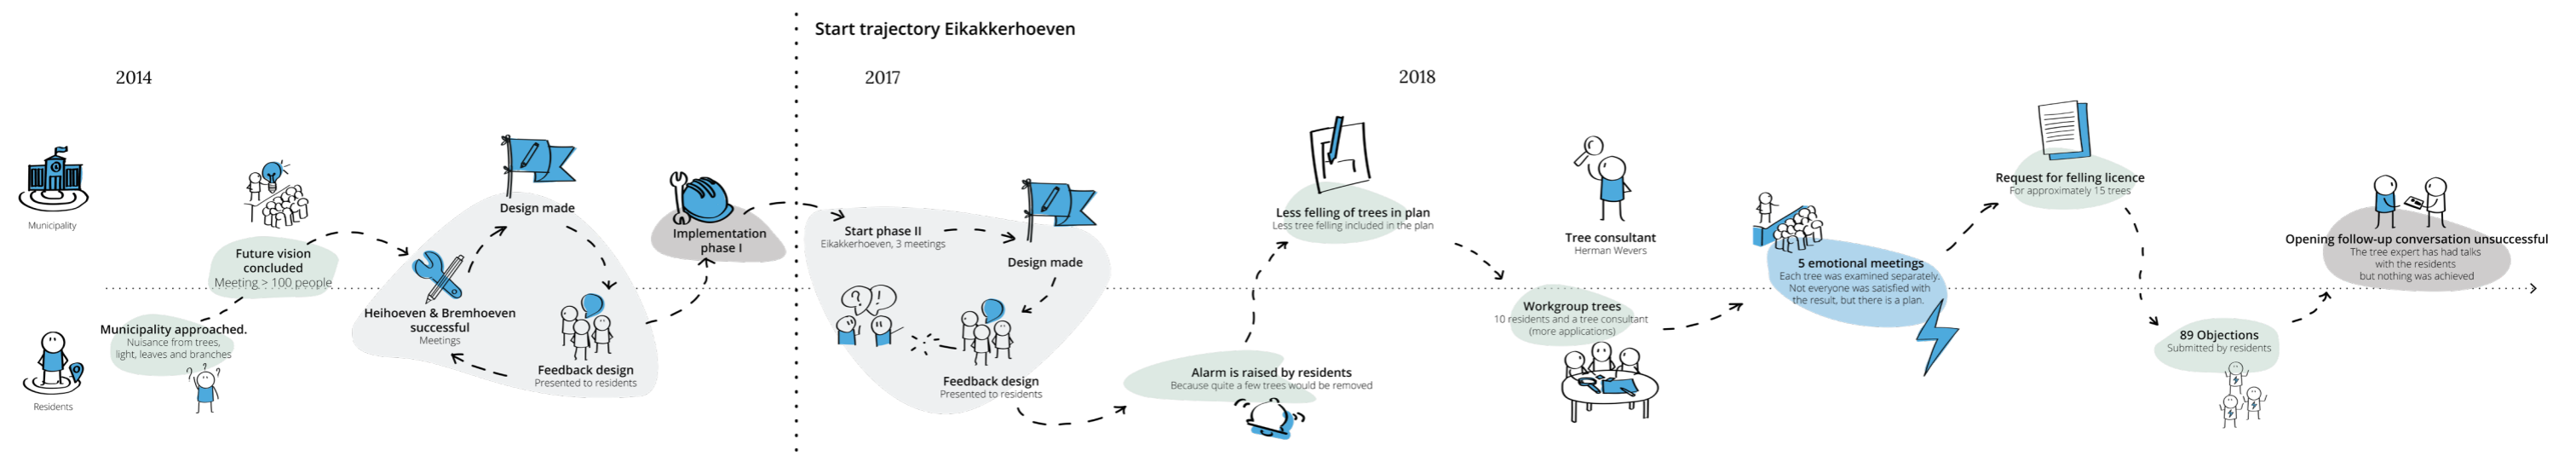 Start trajectory Eikakkerhoeven
2014
2017
2018
Municipality
Residents
Municipality approached.
Nuisance from trees,
light, leaves and branches
Future vision
concluded
Meeting > 100 people
Heihoeven & Bremhoeven
successful
Meetings
Design made
Feedback design
Presented to residents
Implementation
phase I
Start phase II
Eikakkerhoeven, 3 meetings
Design made
Feedback design
Presented to residents
Alarm is raised by residents
Because quite a few trees would be removed
Less felling of trees in plan
Less tree felling included in the plan
Tree consultant
Herman Wevers
Workgroup trees
10 residents and a tree consultant
(more applications)
5 emotional meetings
Each tree was examined separately.
Not everyone was satisfied with
the result, but there is a plan.
Request for felling licence
For approximately 15 trees
89 Objections
Submitted by residents
Opening follow-up conversation unsuccessful
The tree expert has had talks
with the residents
but nothing was achieved